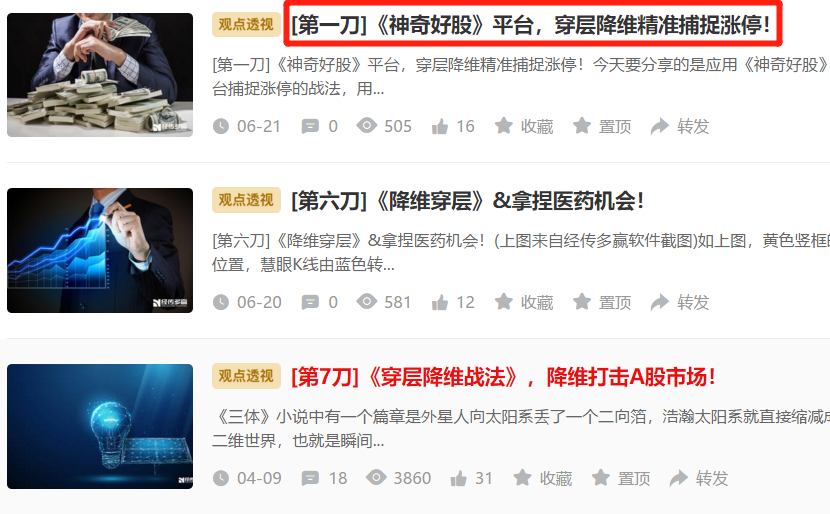 观点透视 [第一刀]《神奇好股》平台，穿层降维精准捕捉涨停！
[第一刀]《神奇好股》平台，穿层降维精准捕捉涨停！今天要分享的是应用《神奇好股》
台捕捉涨停的战法，用...
经传多赢
06-21 0 505 16 收藏 置顶 转发
观点透视 [第六刀]《降维穿层》&拿捏医药机会！
[第六刀]《降维穿层》&拿捏医药机会！(上图来自经传多赢软件截图)如上图，黄色竖框的
位置，慧眼K线由蓝色转...
经传多赢
06-20 0 581 12 收藏 置顶 转发
观点透视 [第7刀]《穿层降维战法》，降维打击A股市场！
《三体》小说中有一个篇章是外星人向太阳系丢了一个二向箔，浩瀚太阳系就直接缩减成
二维世界，也就是瞬间...
04-09 18 3860 31 收藏 置顶 转发